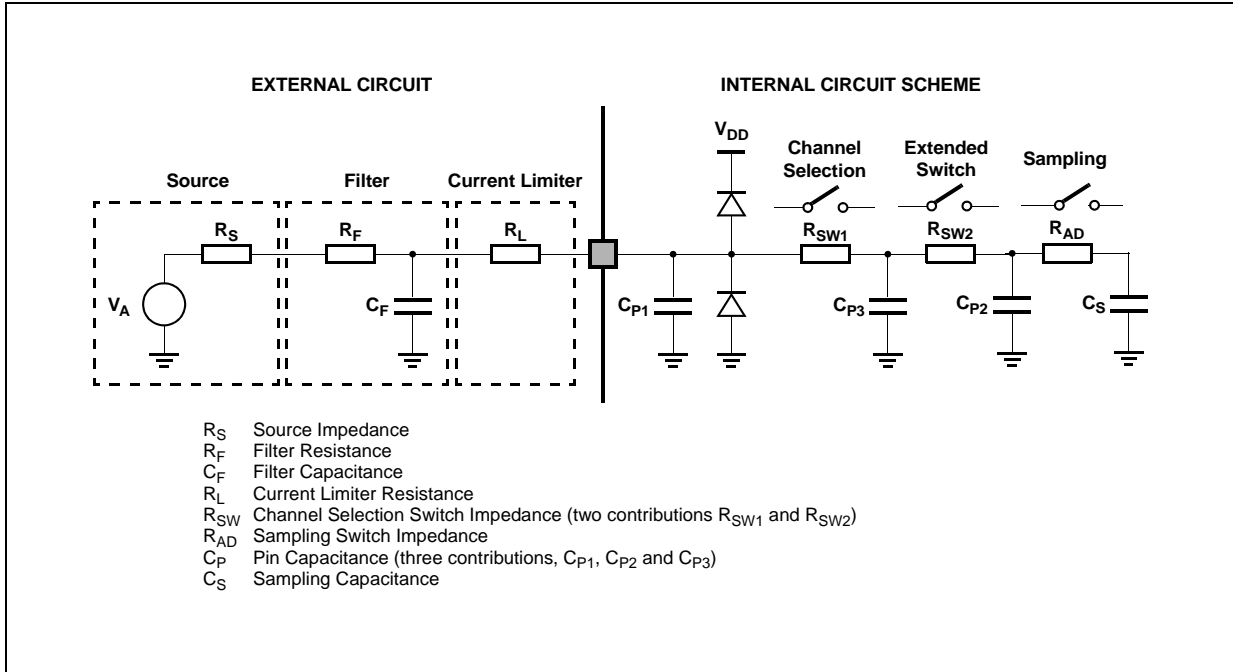 EXTERNAL CIRCUIT
INTERNAL CIRCUIT SCHEME
VDD
Channel
Selection
Extended
Switch
Sampling
Source
Filter
Current Limiter
RS
RF
RL
RSW1
RSW2
RAD
VA
CF
CP1
CP3
CP2
CS
RS Source Impedance
RF Filter Resistance
CF Filter Capacitance
RL Current Limiter Resistance
RSW Channel Selection Switch Impedance (two contributions RSW1 and RSW2)
RAD Sampling Switch Impedance
CP Pin Capacitance (three contributions, CP1, CP2 and CP3)
CS Sampling Capacitance